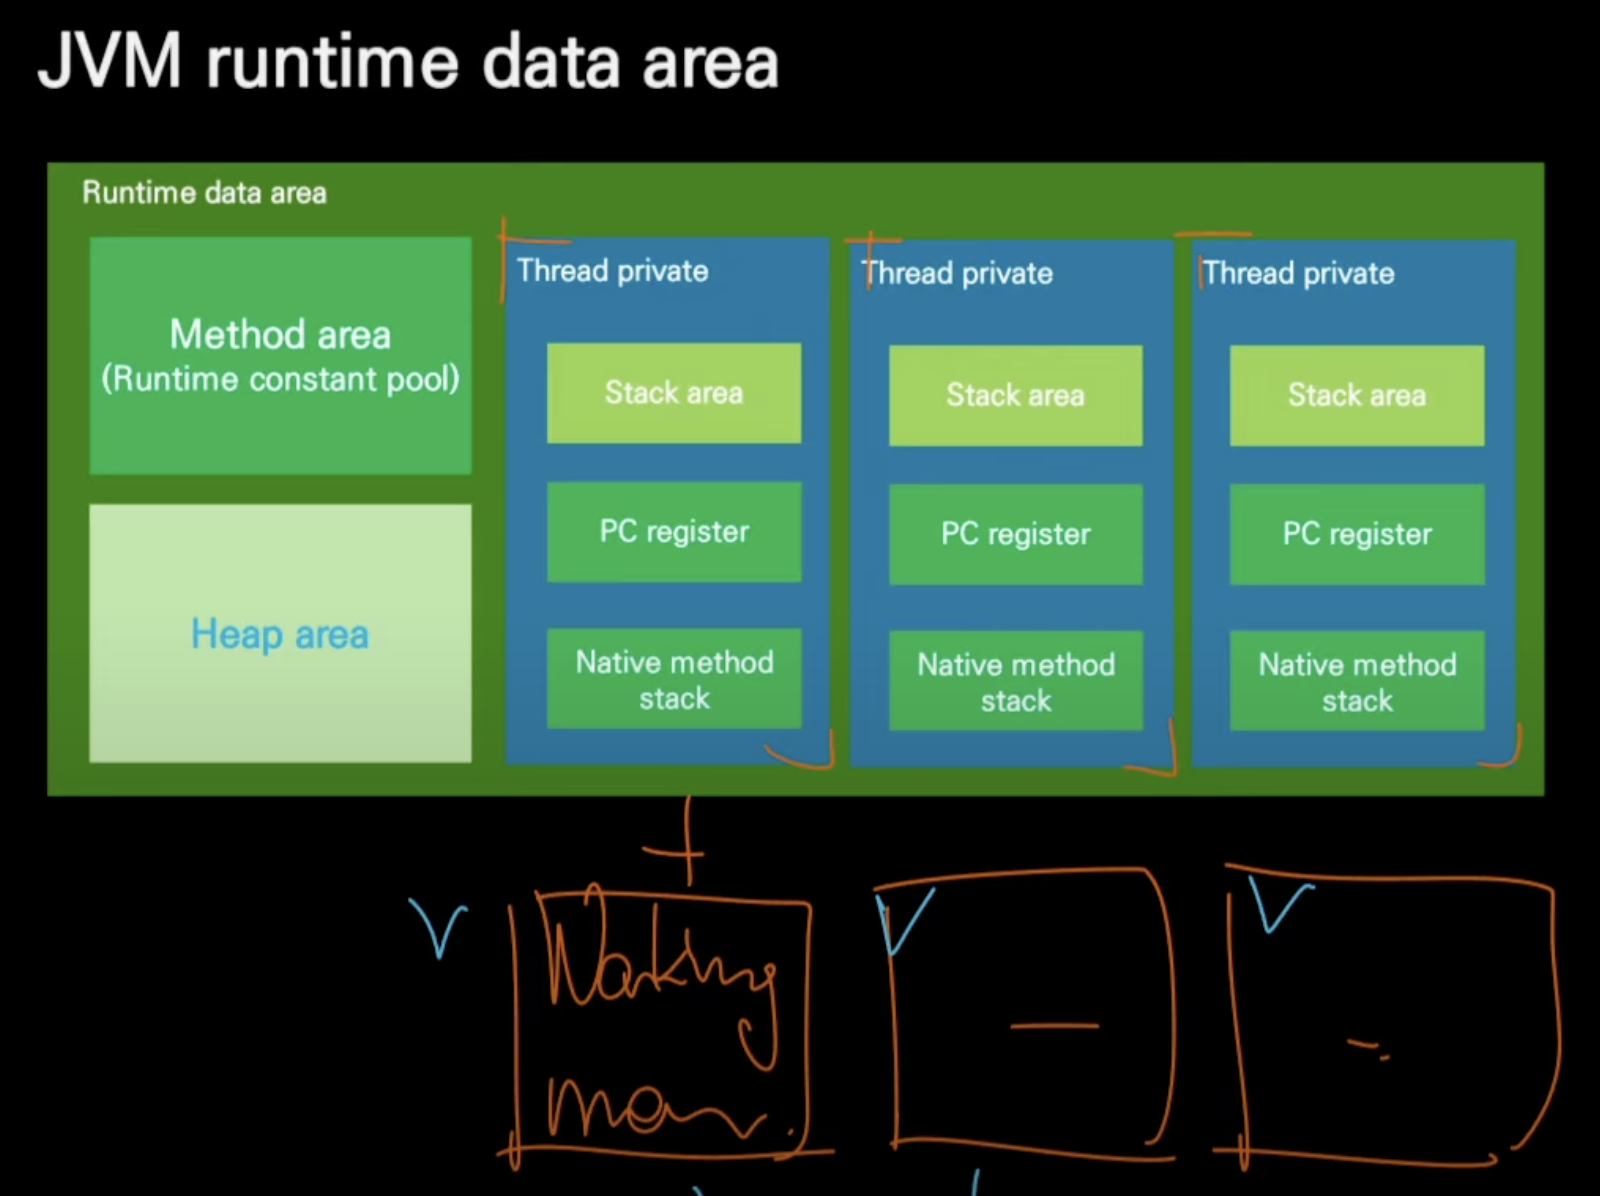 JVM runtime data area
Runtime data area
Method area
(Runtime constant pool)
Heap area
Thread private
Stack area
PC register
Native method
stack
Thread private
Stack area
PC register
Native method
stack
Thread private
Stack area
PC register
Native method
stack
Working
mem.